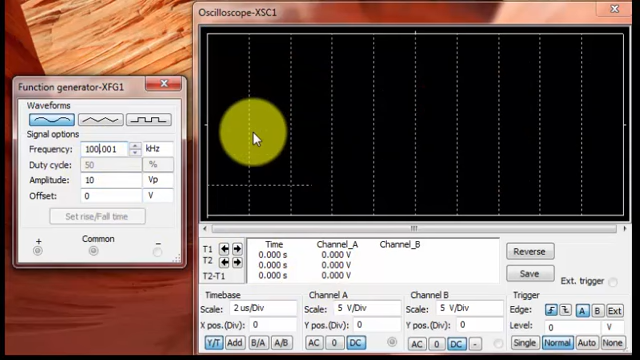 Oscilloscope-XSC1
Function generator-XFG1
Waveforms
Signal options
Frequency: 100.001 kHz
Duty cycle: 50 %
Amplitude: 10 Vp
Offset: 0 V
Set rise/Fall time
+ Common −
Time Channel_A Channel_B
T1 0.000 s 0.000 V
T2 0.000 s 0.000 V
T2-T1 0.000 s 0.000 V
Reverse
Save
Ext. trigger
Timebase
Scale: 2 us/Div
X pos.(Div): 0
Y/T Add B/A A/B
Channel A
Scale: 5 V/Div
Y pos.(Div): 0
AC 0 DC
Channel B
Scale: 5 V/Div
Y pos.(Div): 0
AC 0 DC -
Trigger
Edge: A B Ext
Level: 0 V
Single Normal Auto None